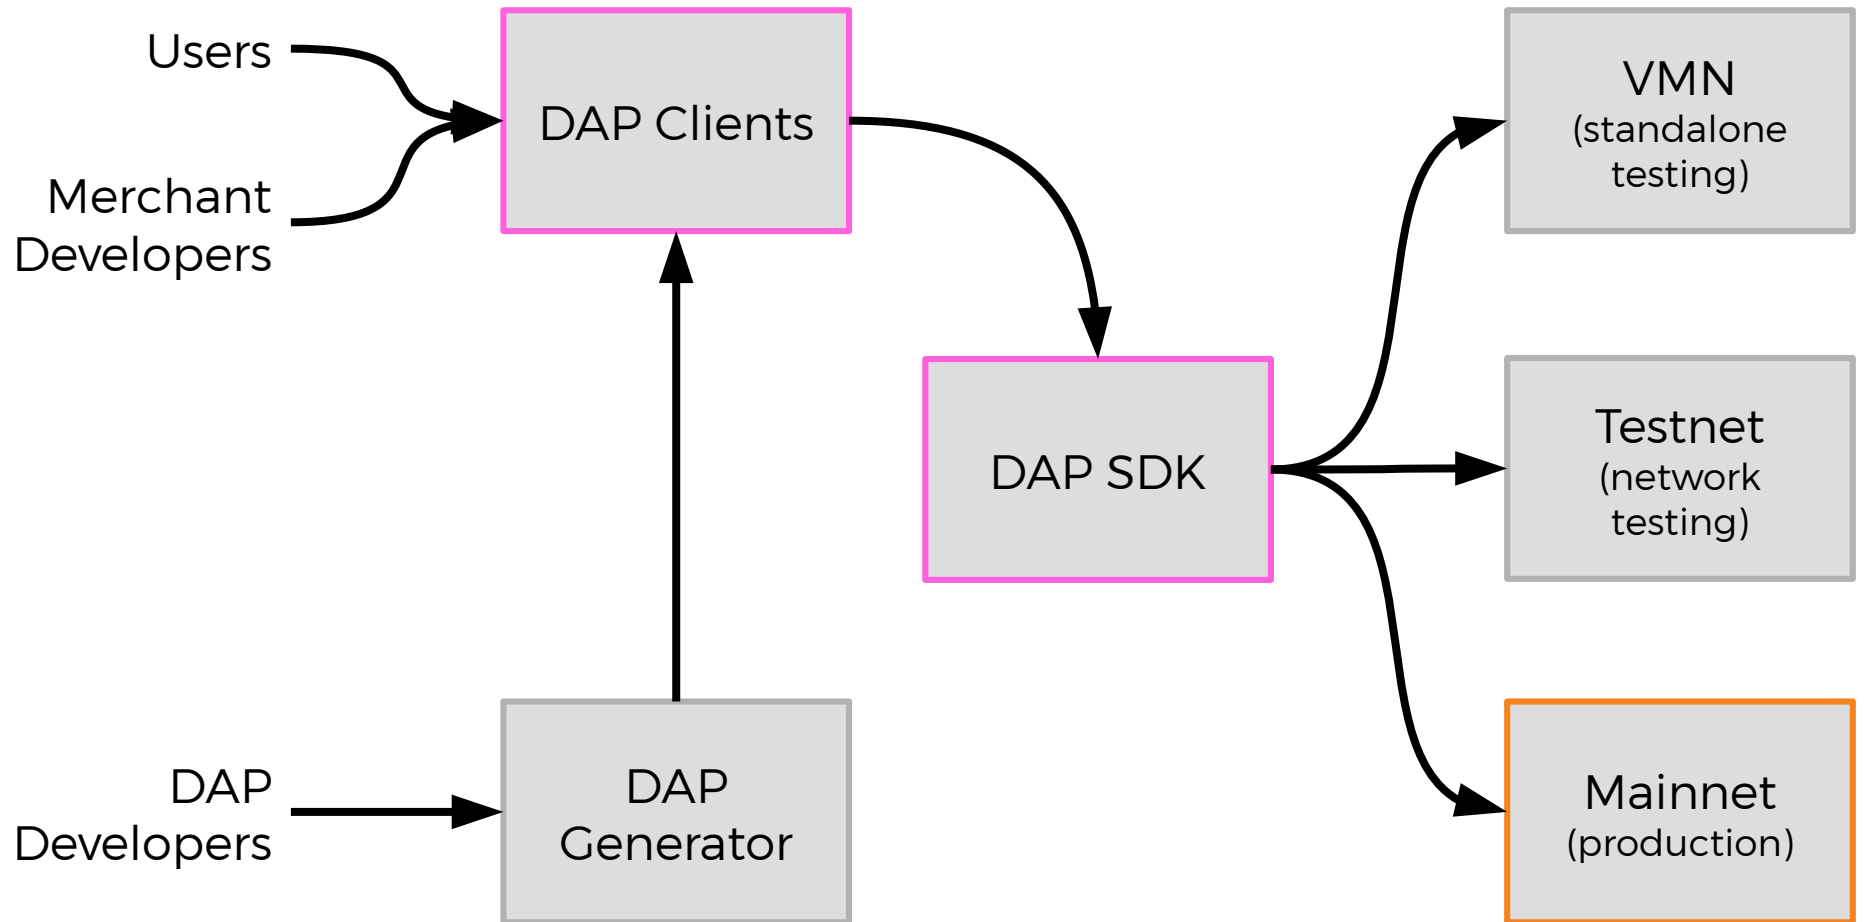 Users
Merchant
Developers
DAP Clients
VMN
(standalone
testing)
DAP SDK
Testnet
(network
testing)
DAP
Developers
DAP
Generator
Mainnet
(production)